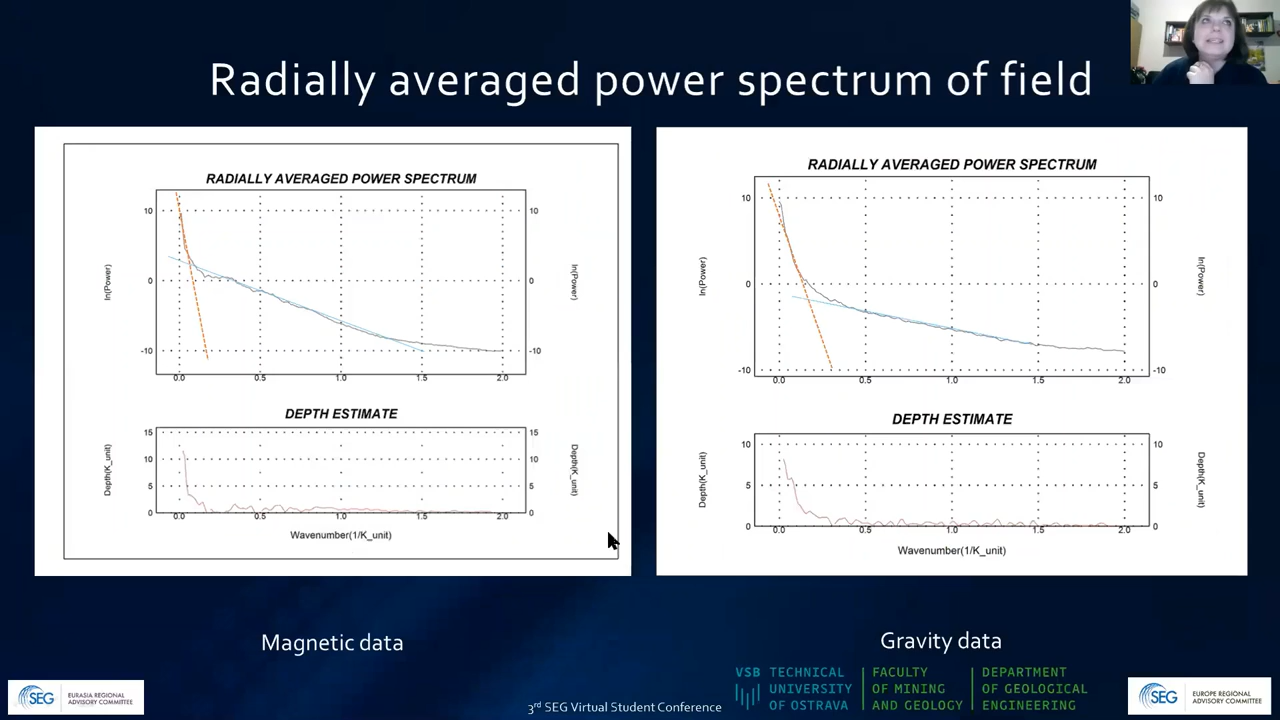 Radially averaged power spectrum of field
RADIALLY AVERAGED POWER SPECTRUM
10
10
ln(Power)
0
0
ln(Power)
-10
-10
0.0 0.5 1.0 1.5 2.0
DEPTH ESTIMATE
15
15
Depth(K_unit)
10
10
Depth(K_unit)
5
5
0
0
0.0 0.5 1.0 1.5 2.0
Wavenumber(1/K_unit)
RADIALLY AVERAGED POWER SPECTRUM
10
10
ln(Power)
0
0
ln(Power)
-10
-10
0.0 0.5 1.0 1.5 2.0
DEPTH ESTIMATE
10
10
Depth(K_unit)
5
5
Depth(K_unit)
0
0
0.0 0.5 1.0 1.5 2.0
Wavenumber(1/K_unit)
Magnetic data
Gravity data
SEG
EURASIA REGIONAL
ADVISORY COMMITTEE
3rd SEG Virtual Student Conference
VSB TECHNICAL
UNIVERSITY
OF OSTRAVA
FACULTY
OF MINING
AND GEOLOGY
DEPARTMENT
OF GEOLOGICAL
ENGINEERING
SEG
EUROPE REGIONAL
ADVISORY COMMITTEE